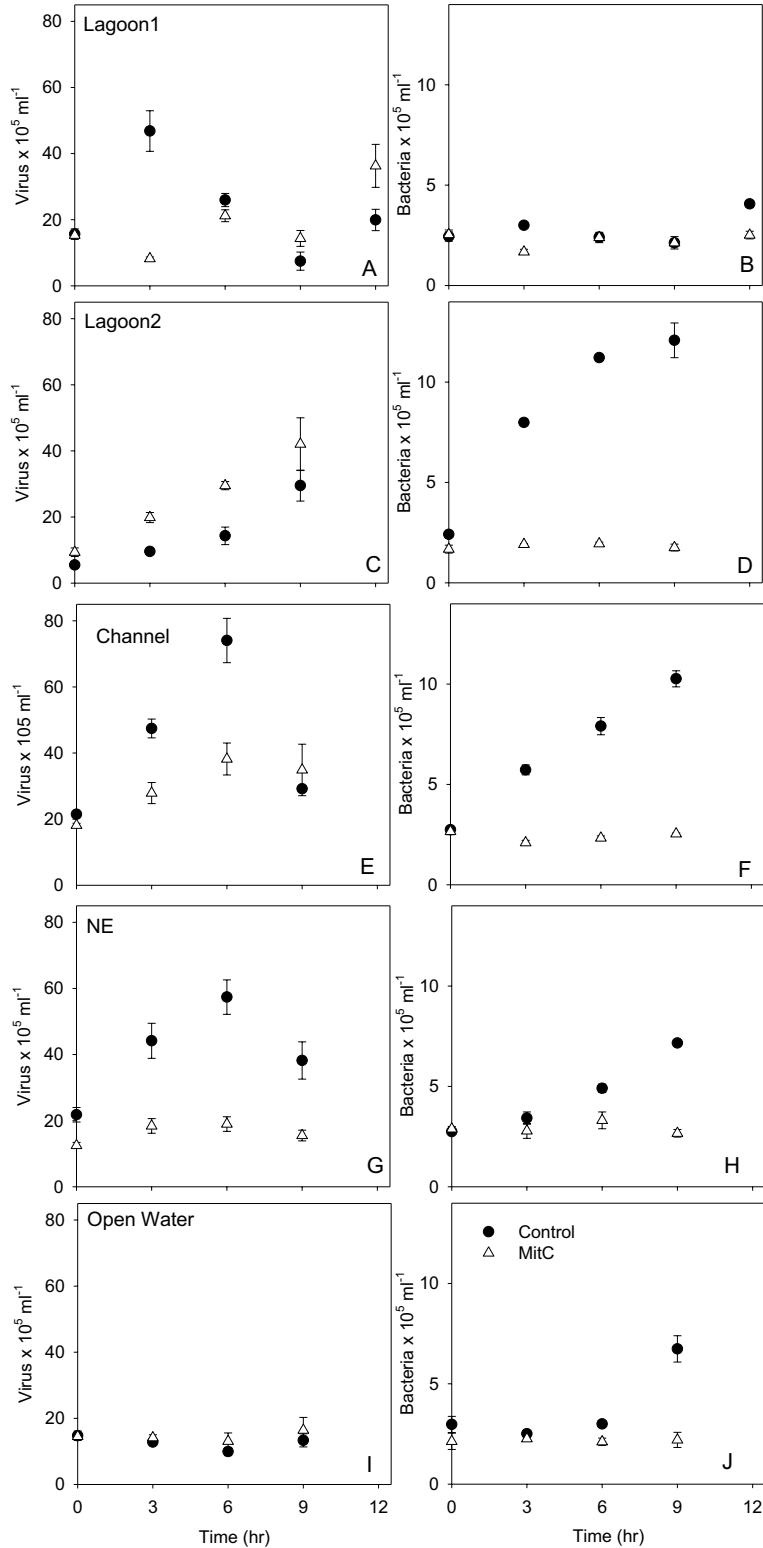 80
60
40
20
0
Virus x 10⁵ ml⁻¹
Lagoon1
A
10
5
0
Bacteria x 10⁵ ml⁻¹
B
80
60
40
20
0
Virus x 10⁵ ml⁻¹
Lagoon2
C
10
5
0
Bacteria x 10⁵ ml⁻¹
D
80
60
40
20
0
Virus x 105 ml⁻¹
Channel
E
10
5
0
Bacteria x 10⁵ ml⁻¹
F
80
60
40
20
0
Virus x 10⁵ ml⁻¹
NE
G
10
5
0
Bacteria x 10⁵ ml⁻¹
H
80
60
40
20
0
Virus x 10⁵ ml⁻¹
Open Water
I
0 3 6 9 12
Time (hr)
10
5
0
Bacteria x 10⁵ ml⁻¹
Control
MitC
J
0 3 6 9 12
Time (hr)